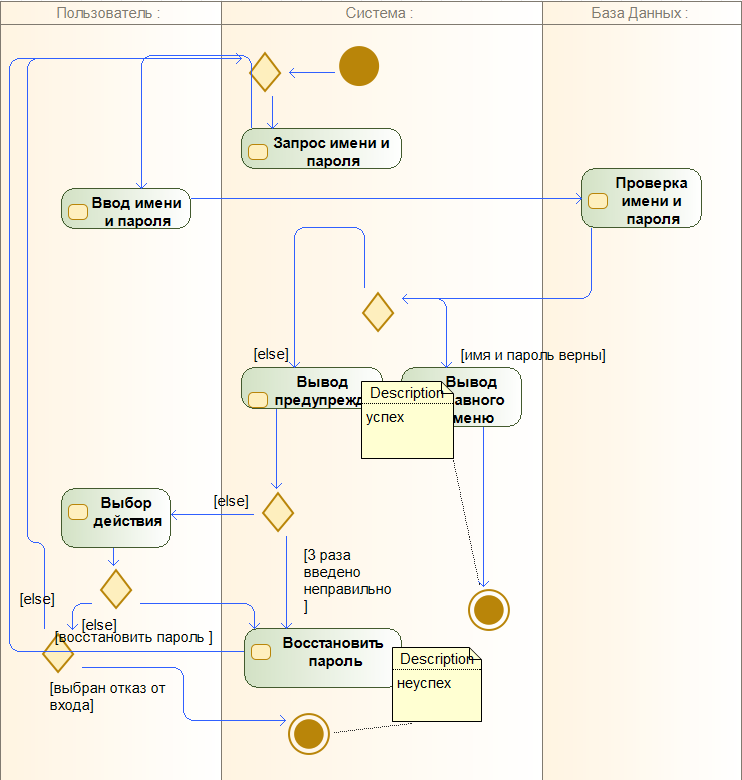 Пользователь :
Система :
База Данных :
Запрос имени и
пароля
Ввод имени
и пароля
Проверка
имени и
пароля
[else]
[имя и пароль верны]
Вывод
предупрежд
Вывод
лавного
меню
Description
успех
Выбор
действия
[else]
[3 раза
введено
неправильно
]
[else]
[else]
[восстановить пароль ]
Восстановить
пароль
Description
неуспех
[выбран отказ от
входа]